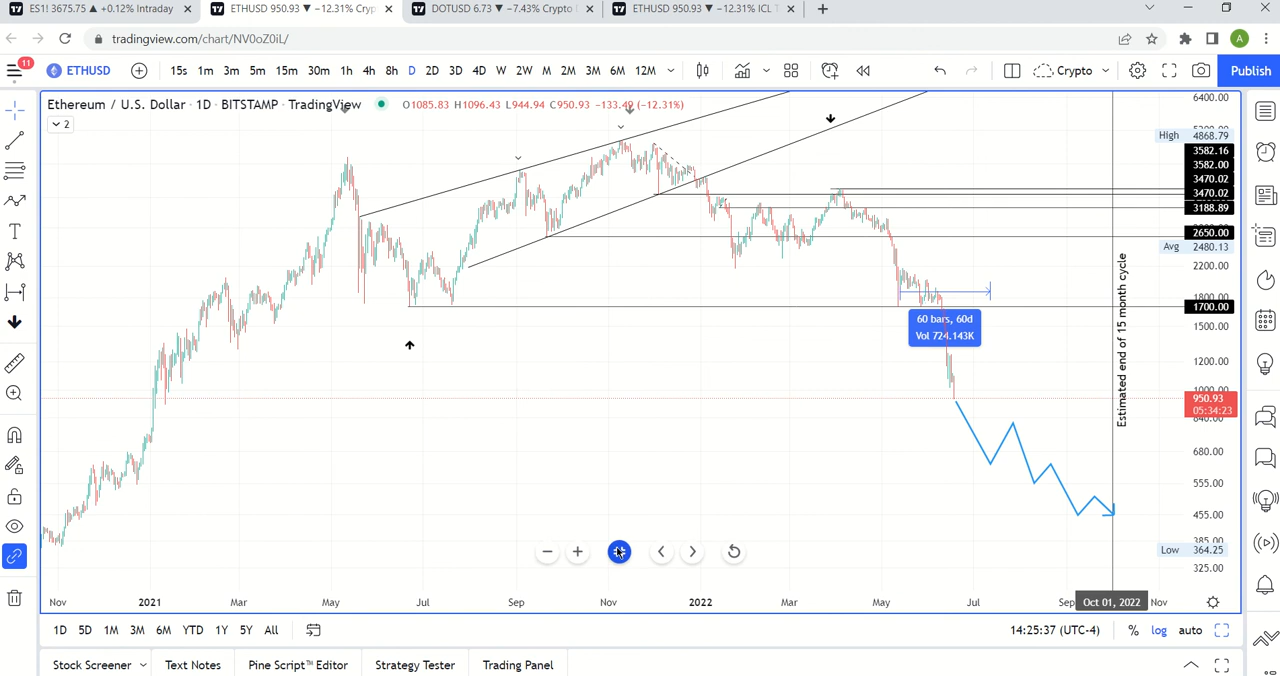 ES1! 3675.75 ▲ +0.12% Intraday
ETHUSD 950.93 ▼ −12.31% Cry
DOTUSD 6.73 ▼ −7.43% Crypto
ETHUSD 950.93 ▼ −12.31% ICL
tradingview.com/chart/NV0oZ0iL/
A
11
ETHUSD 15s 1m 3m 5m 15m 30m 1h 4h 8h D 2D 3D 4D W 2W M 2M 3M 6M 12M
Crypto
Publish
Ethereum / U.S. Dollar · 1D · BITSTAMP · TradingView
O1085.83 H1096.43 L944.94 C950.93 −133.49 (−12.31%)
2
6400.00
High 4868.79
3582.16
3582.00
3470.02
3470.02
3188.89
2650.00
Avg 2480.13
2200.00
1800.00
1700.00
1500.00
1200.00
1000.00
950.93
05:34:23
840.00
680.00
555.00
455.00
385.00
Low 364.25
325.00
60 bars, 60d
Vol 724.143K
Estimated end of 15 month cycle
Nov 2021 Mar May Jul Sep Nov 2022 Mar May Jul Sep Oct 01, 2022 Nov
1D 5D 1M 3M 6M YTD 1Y 5Y All
14:25:37 (UTC-4) % log auto
Stock Screener Text Notes Pine Script™ Editor Strategy Tester Trading Panel